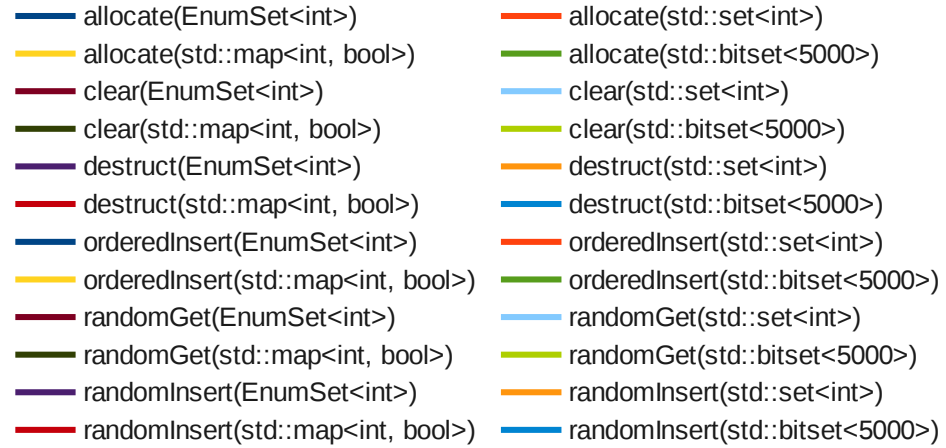 allocate(EnumSet<int>) allocate(std::set<int>)
allocate(std::map<int, bool>) allocate(std::bitset<5000>)
clear(EnumSet<int>) clear(std::set<int>)
clear(std::map<int, bool>) clear(std::bitset<5000>)
destruct(EnumSet<int>) destruct(std::set<int>)
destruct(std::map<int, bool>) destruct(std::bitset<5000>)
orderedInsert(EnumSet<int>) orderedInsert(std::set<int>)
orderedInsert(std::map<int, bool>) orderedInsert(std::bitset<5000>)
randomGet(EnumSet<int>) randomGet(std::set<int>)
randomGet(std::map<int, bool>) randomGet(std::bitset<5000>)
randomInsert(EnumSet<int>) randomInsert(std::set<int>)
randomInsert(std::map<int, bool>) randomInsert(std::bitset<5000>)